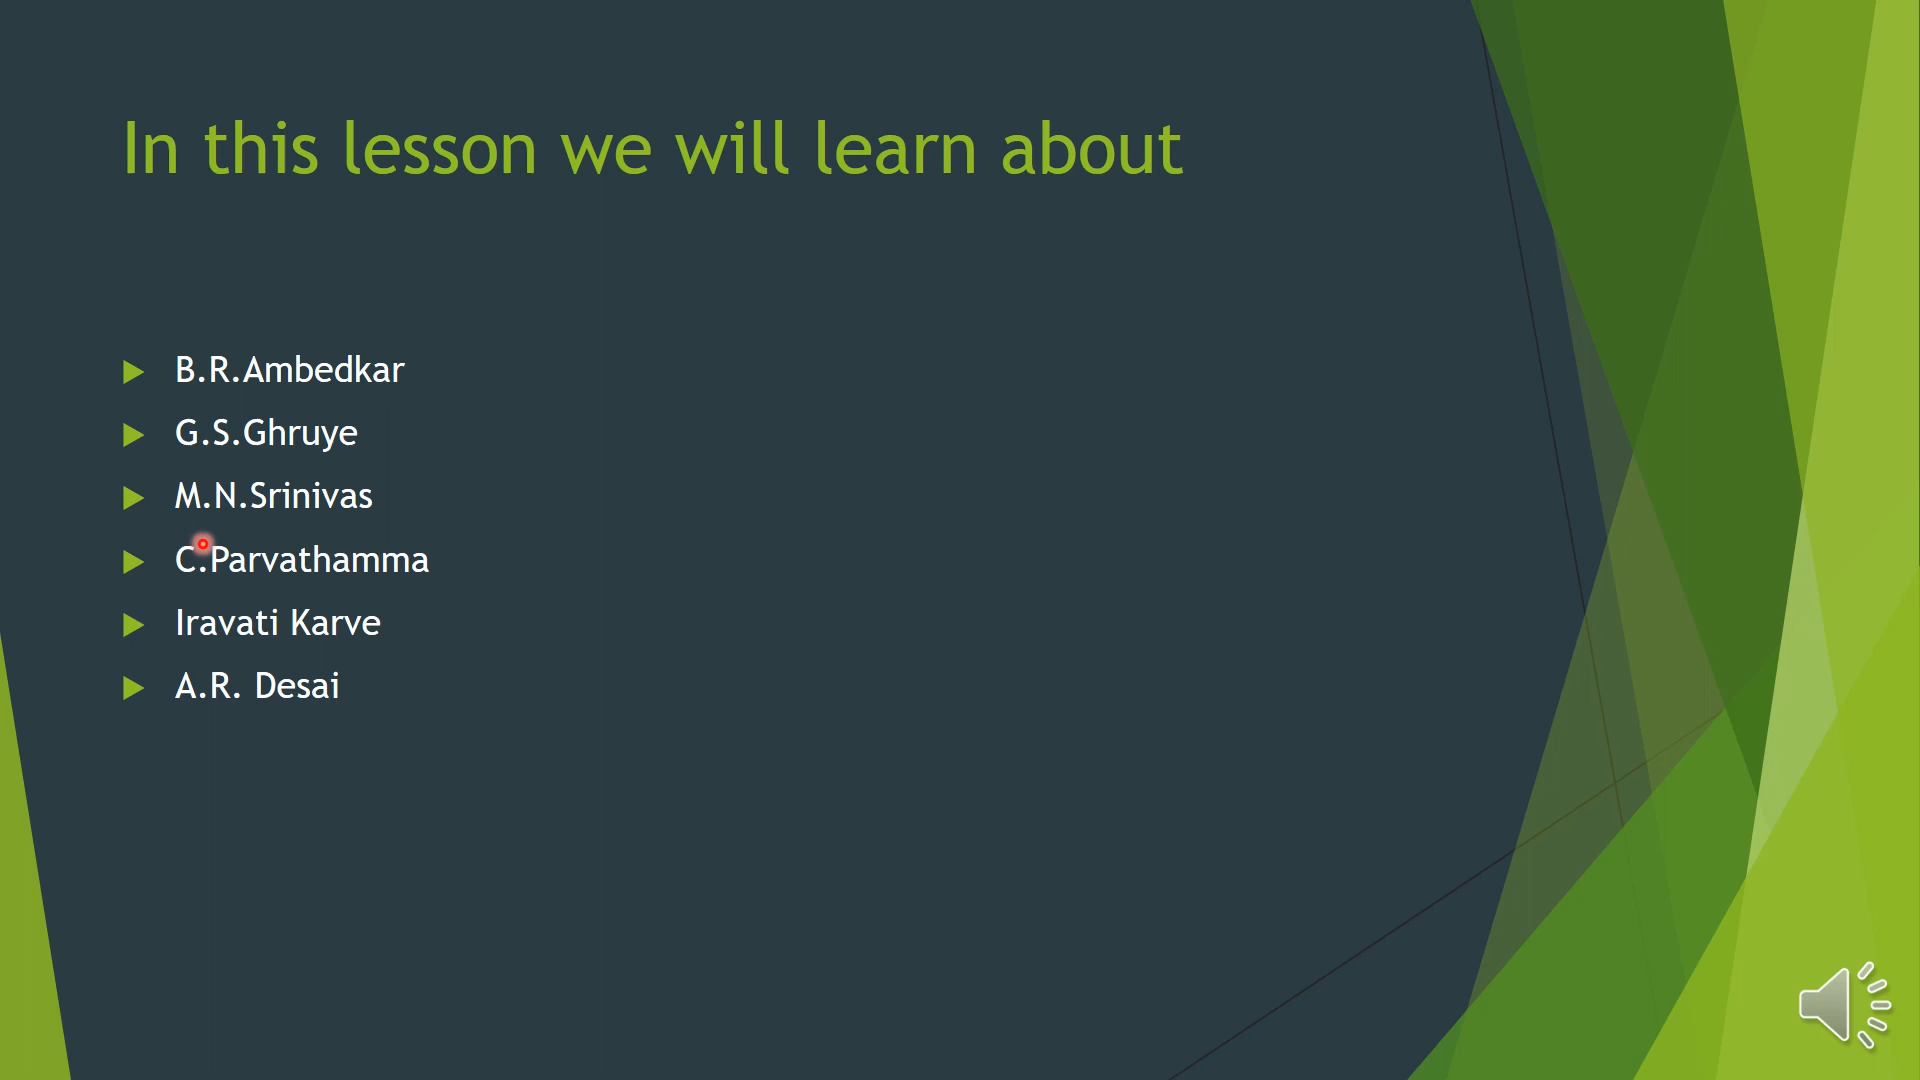 In this lesson we will learn about
B.R.Ambedkar
G.S.Ghruye
M.N.Srinivas
C.Parvathamma
Iravati Karve
A.R. Desai